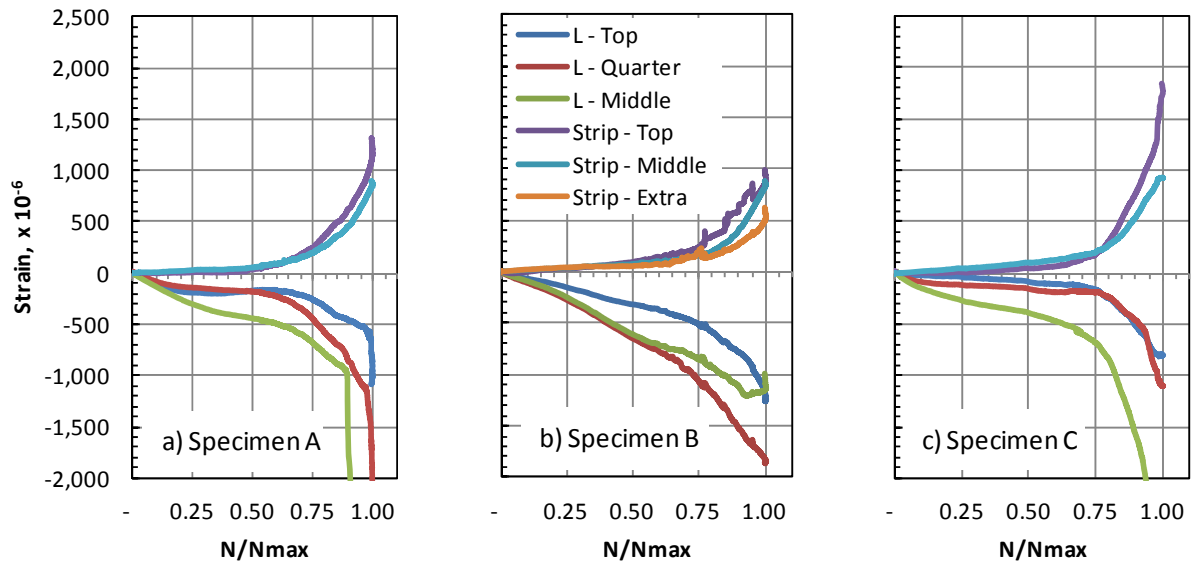 2,500
2,000
1,500
1,000
500
0
-500
-1,000
-1,500
-2,000
Strain, x 10⁻⁶
a) Specimen A
- 0.25 0.50 0.75 1.00
N/Nmax
L - Top
L - Quarter
L - Middle
Strip - Top
Strip - Middle
Strip - Extra
b) Specimen B
- 0.25 0.50 0.75 1.00
N/Nmax
c) Specimen C
- 0.25 0.50 0.75 1.00
N/Nmax